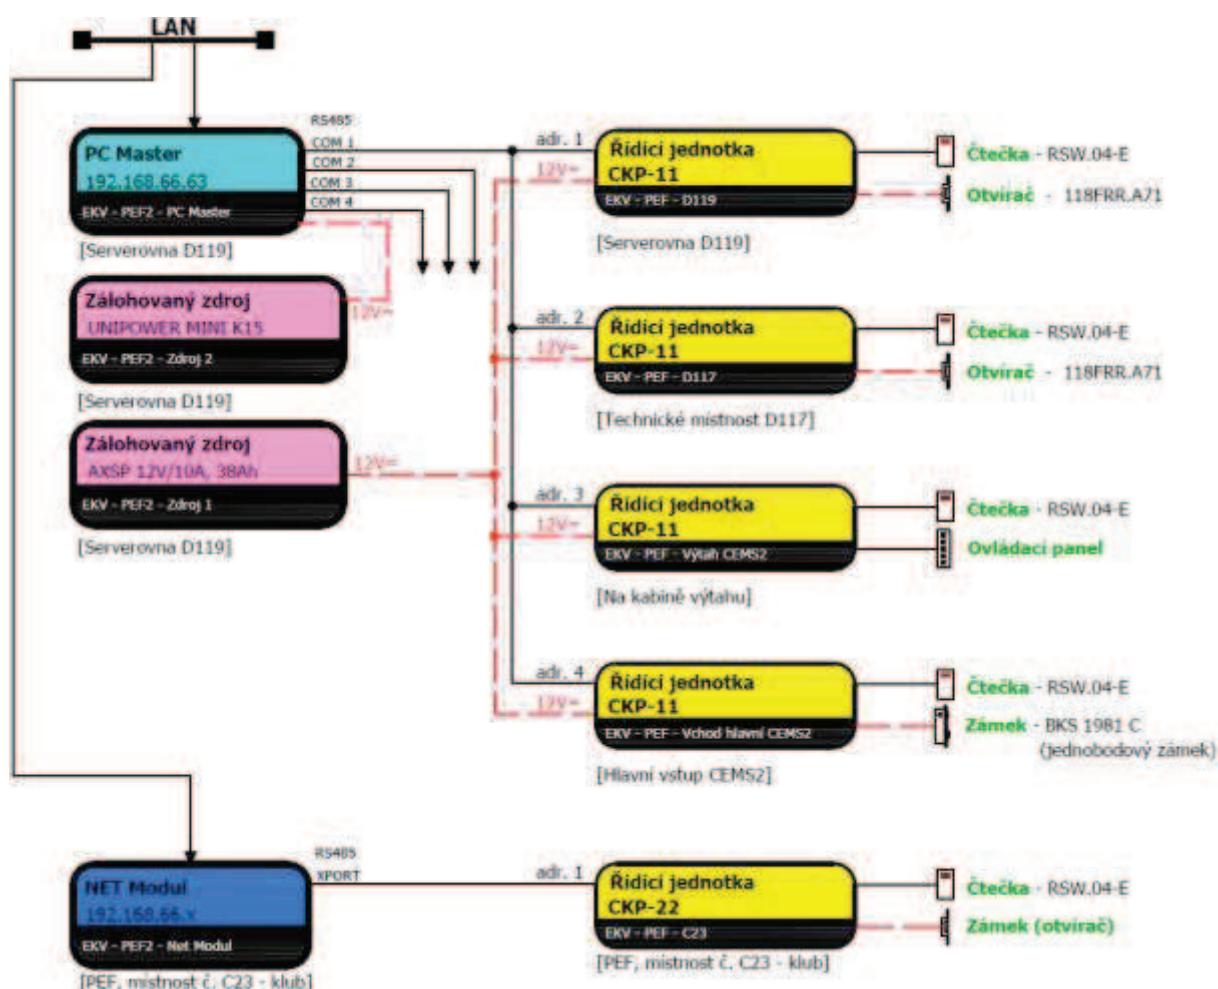 LAN
PC Master
192.168.66.63
EKV - PEF2 - PC Master
[Serverovna D119]
RS485
COM 1
COM 2
COM 3
COM 4
Zálohovaný zdroj
UNIPOWER MINI K15
EKV - PEF2 - Zdroj 2
[Serverovna D119]
12V=
Zálohovaný zdroj
AXSP 12V/10A, 38Ah
EKV - PEF2 - Zdroj 1
[Serverovna D119]
12V=
adr. 1
12V=
Řídící jednotka
CKP-11
EKV - PEF - D119
[Serverovna D119]
Čtečka - RSW.04-E
Otvírač - 118FRR.A71
adr. 2
12V=
Řídící jednotka
CKP-11
EKV - PEF - D117
[Technické místnost D117]
Čtečka - RSW.04-E
Otvírač - 118FRR.A71
adr. 3
12V=
Řídící jednotka
CKP-11
EKV - PEF - Výtah CEMS2
[Na kabině výtahu]
Čtečka - RSW.04-E
Ovládací panel
adr. 4
12V=
Řídící jednotka
CKP-11
EKV - PEF - Vchod hlavní CEMS2
[Hlavní vstup CEMS2]
Čtečka - RSW.04-E
Zámek - BKS 1981 C
(jednobodový zámek)
NET Modul
192.168.66.x
EKV - PEF2 - Net Modul
[PEF, místnost č. C23 - klub]
RS485
XPORT
adr. 1
Řídící jednotka
CKP-22
EKV - PEF - C23
[PEF, místnost č. C23 - klub]
Čtečka - RSW.04-E
Zámek (otvírač)